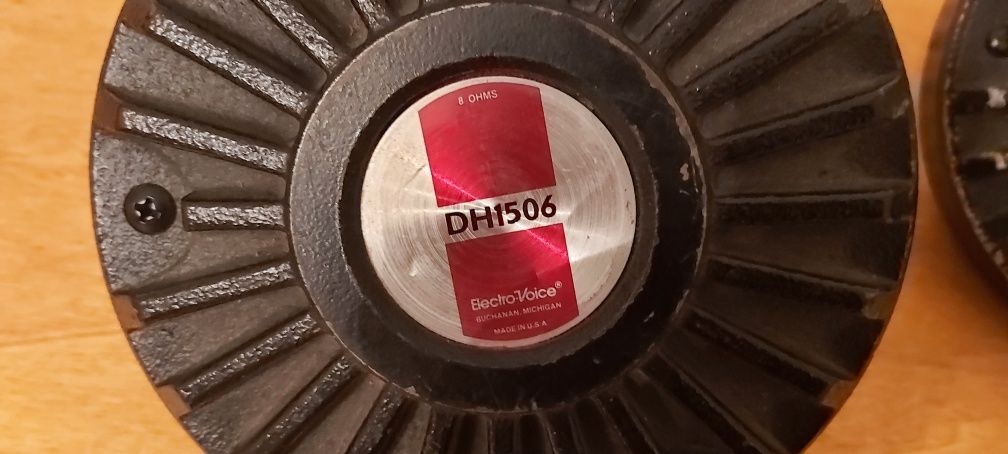 8 OHMS
DH1506
Electro-Voice®
BUCHANAN, MICHIGAN
MADE IN U.S.A